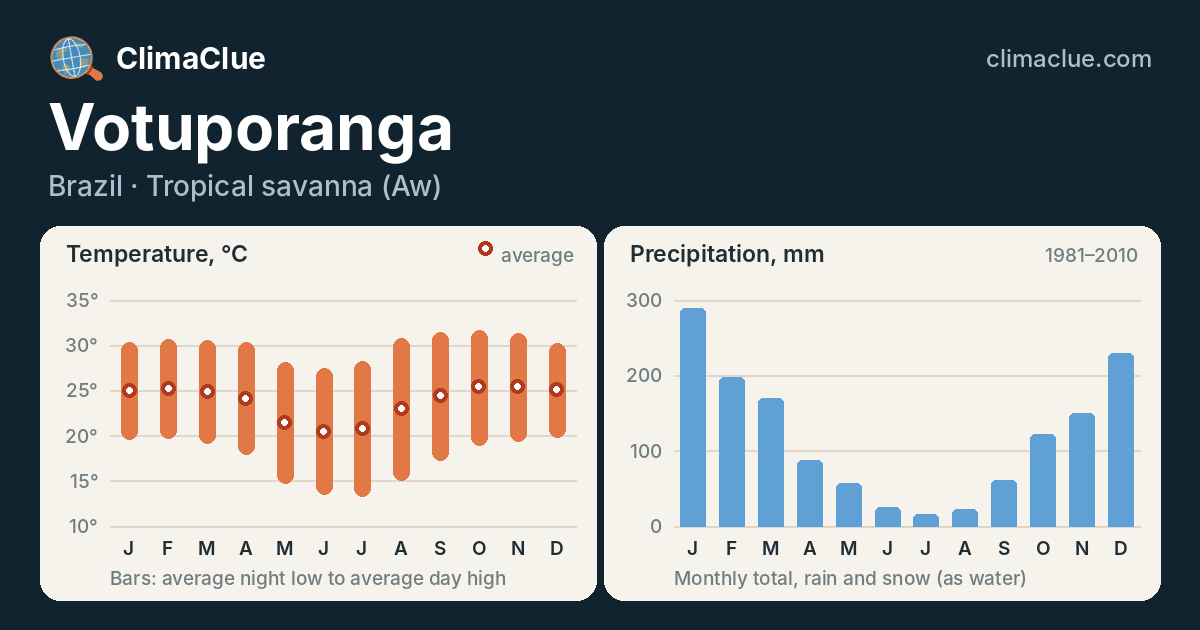 ClimaClue
climaclue.com
Votuporanga
Brazil · Tropical savanna (Aw)
Temperature, °C
average
35°
30°
25°
20°
15°
10°
J F M A M J J A S O N D
Bars: average night low to average day high
Precipitation, mm
1981–2010
300
200
100
0
J F M A M J J A S O N D
Monthly total, rain and snow (as water)